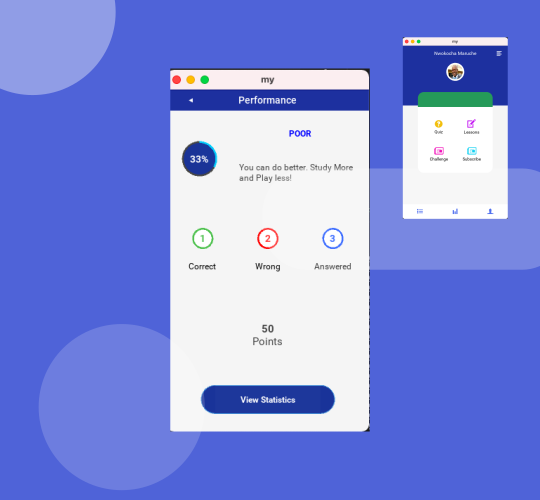 my
Performance
33%
POOR
You can do better. Study More
and Play less!
1
2
3
Correct
Wrong
Answered
50
Points
View Statistics
my
Nwokocha Maruche
Quiz
Lessons
Challenge
Subscribe